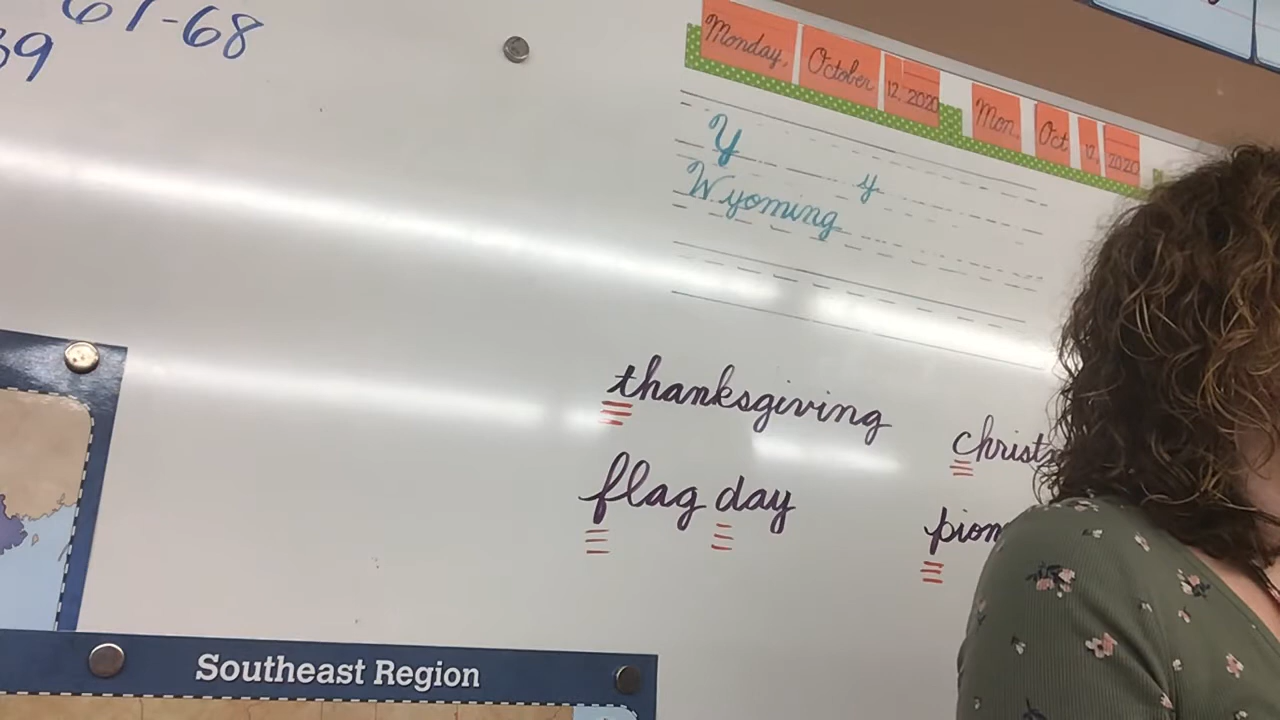 67-68
39
Monday, October 12, 2020 Mon. Oct 12, 2020
Y y
Wyoming
thanksgiving
flag day
Southeast Region